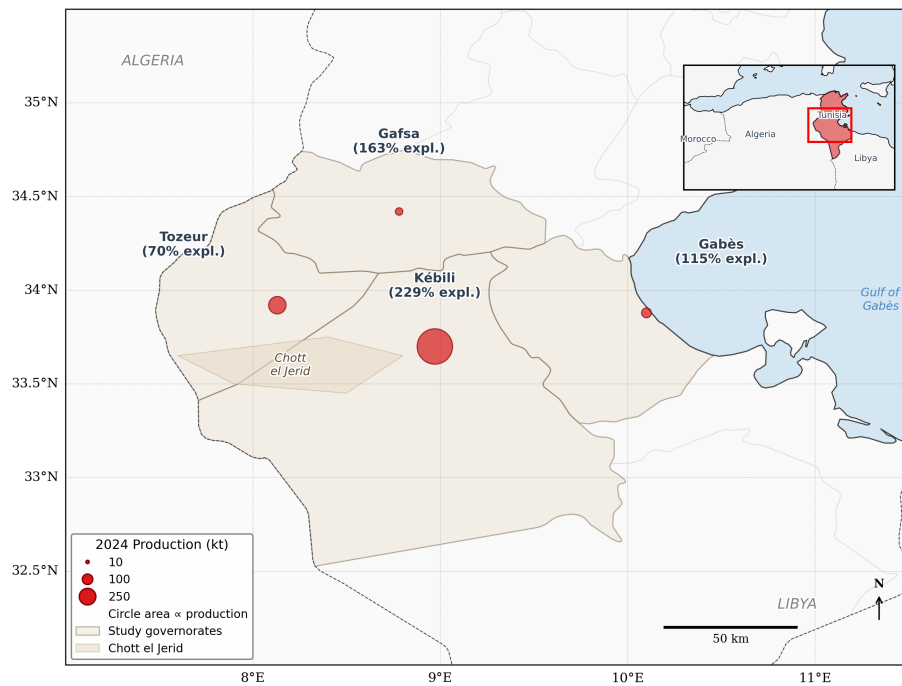 ALGERIA
35°N
34.5°N
34°N
33.5°N
33°N
32.5°N
Gafsa
(163% expl.)
Tozeur
(70% expl.)
Kébili
(229% expl.)
Gabès
(115% expl.)
Chott
el Jerid
Gulf of
Gabès
Tunisia
Morocco
Algeria
Libya
2024 Production (kt)
10
100
250
Circle area ∝ production
Study governorates
Chott el Jerid
LIBYA
N
50 km
8°E
9°E
10°E
11°E